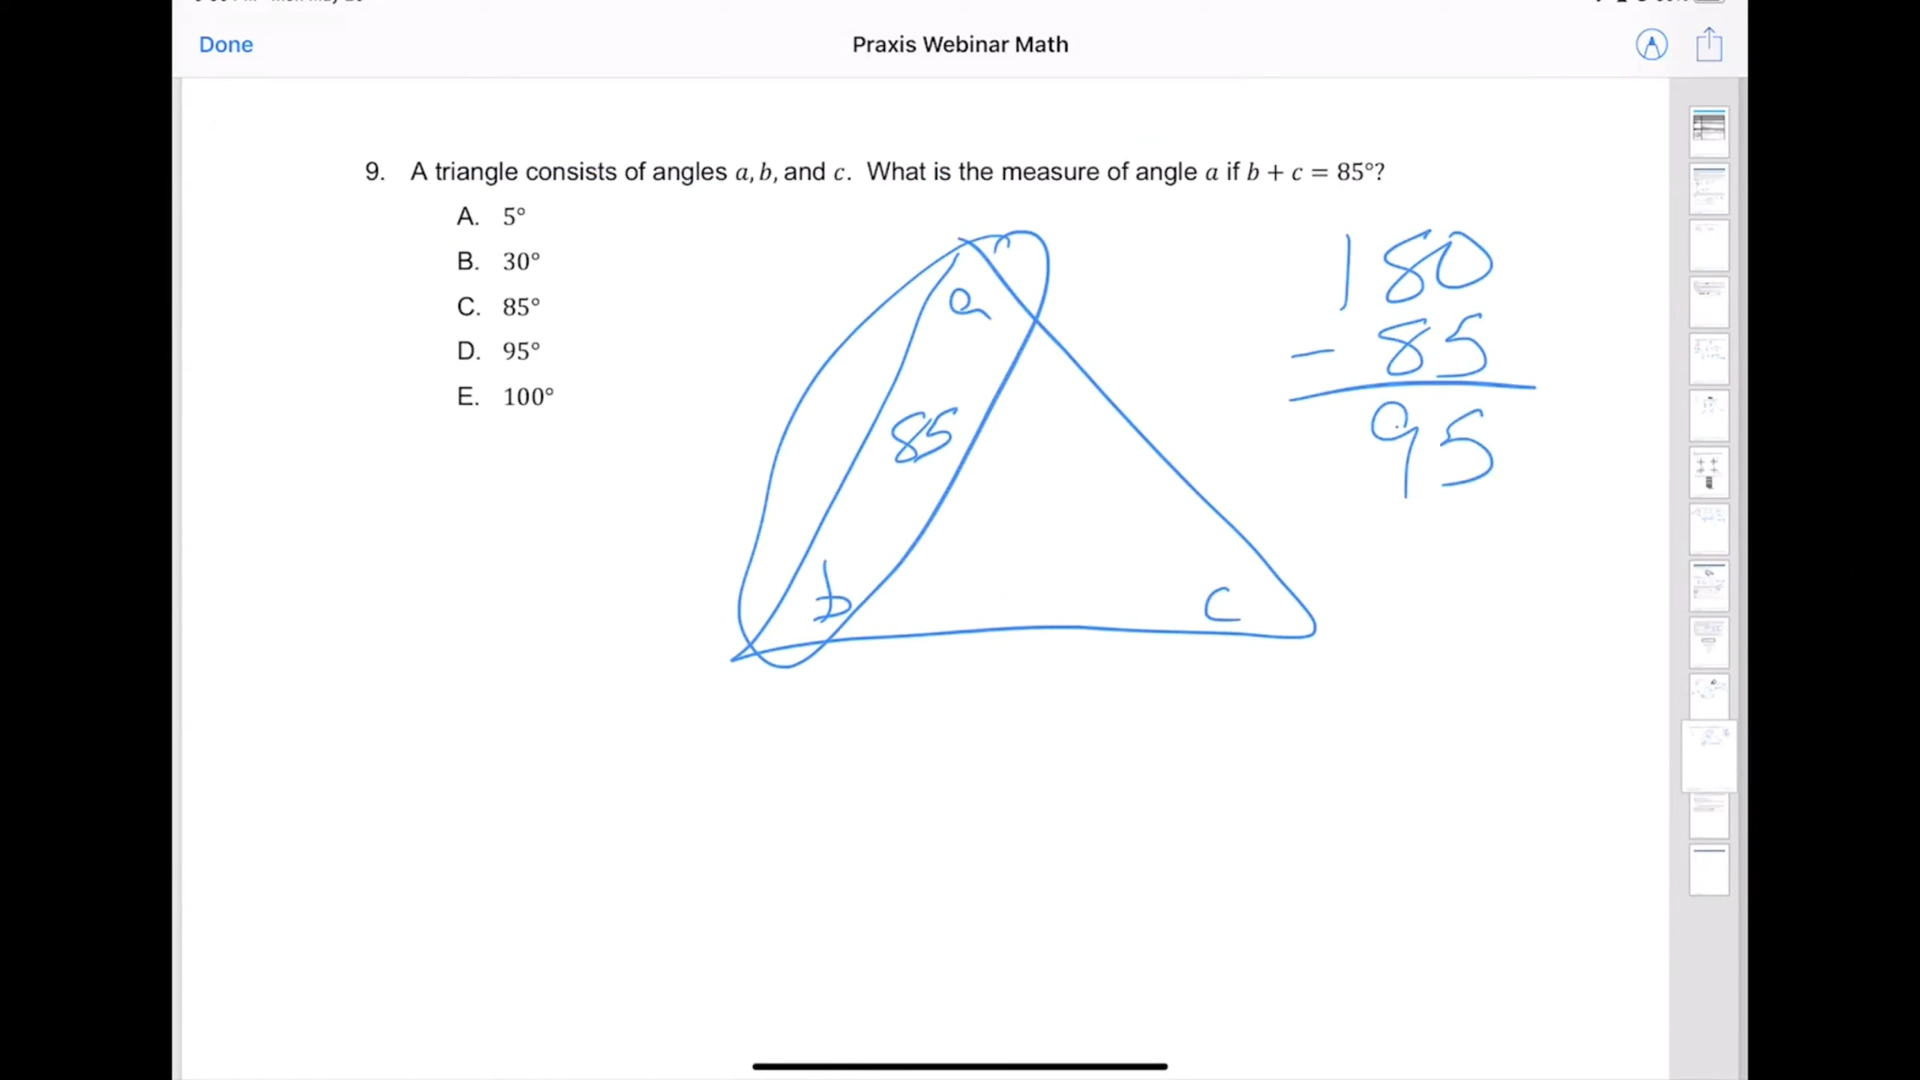 Done
Praxis Webinar Math
9. A triangle consists of angles a, b, and c. What is the measure of angle a if b + c = 85°?
A. 5°
B. 30°
C. 85°
D. 95°
E. 100°
a
85
b
c
180
- 85
95